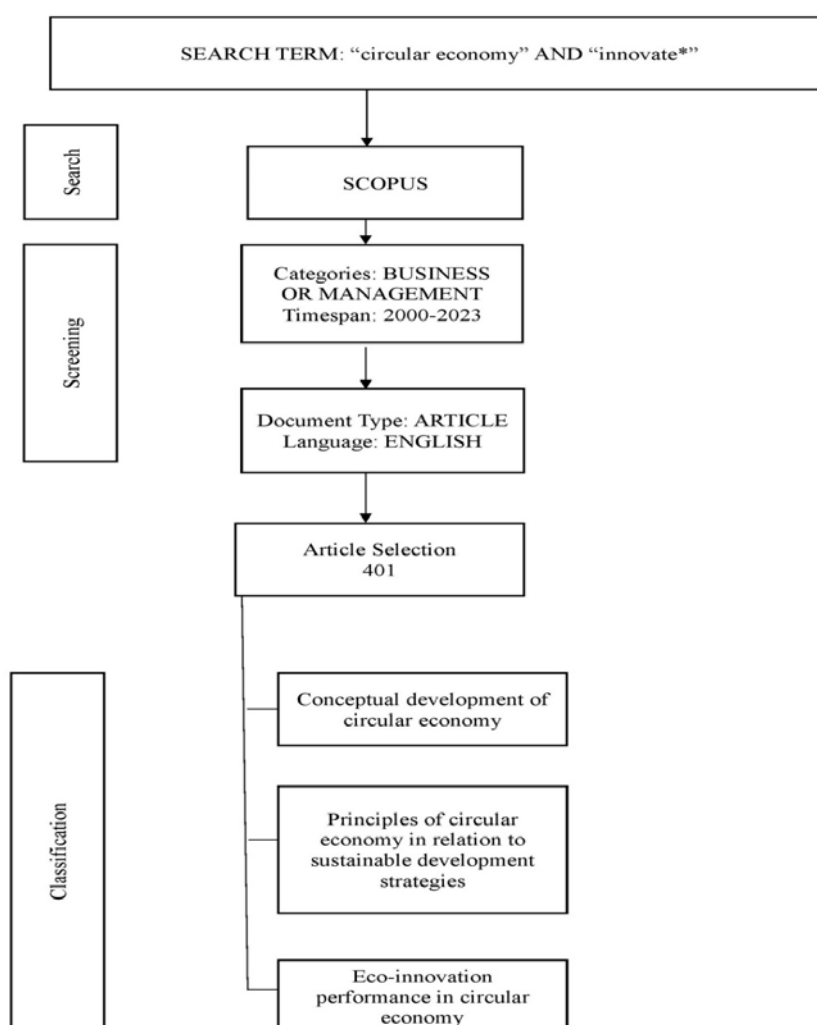 SEARCH TERM: “circular economy” AND “innovate*”
Search
SCOPUS
Screening
Categories: BUSINESS
OR MANAGEMENT
Timespan: 2000-2023
Document Type: ARTICLE
Language: ENGLISH
Article Selection
401
Classification
Conceptual development of
circular economy
Principles of circular
economy in relation to
sustainable development
strategies
Eco-innovation
performance in circular
economy